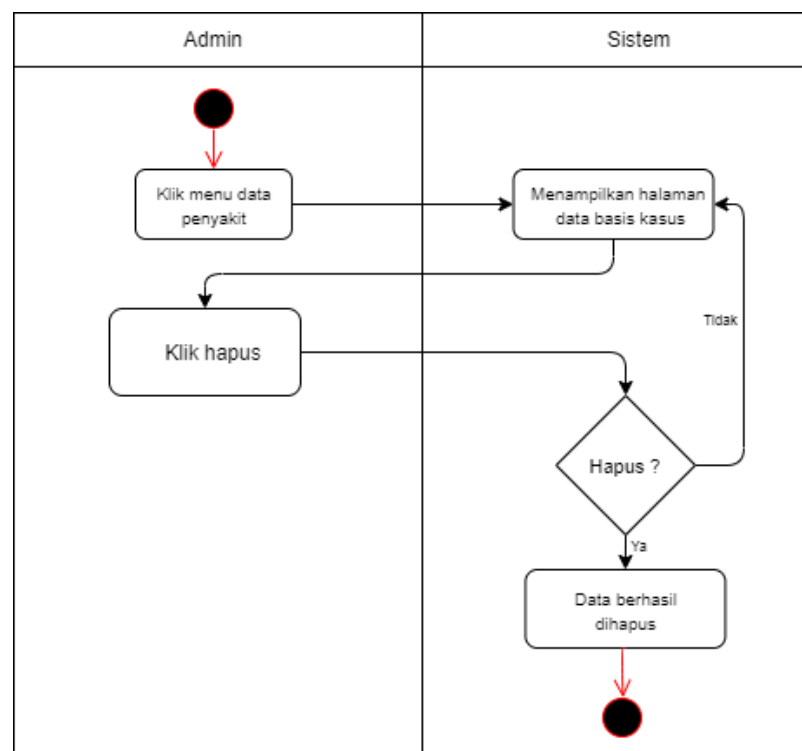 Admin
Sistem
Klik menu data
penyakit
Menampilkan halaman
data basis kasus
Tidak
Klik hapus
Hapus ?
Ya
Data berhasil
dihapus